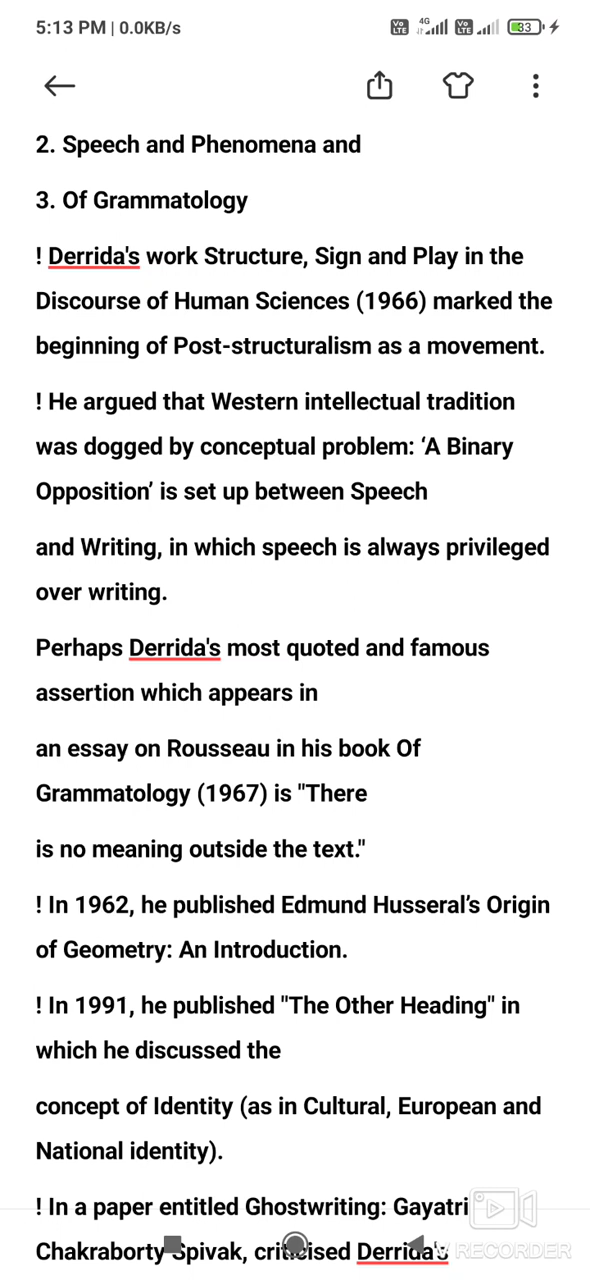 5:13 PM | 0.0KB/s
Vo LTE 4G Vo LTE 33
2. Speech and Phenomena and
3. Of Grammatology
! Derrida's work Structure, Sign and Play in the
Discourse of Human Sciences (1966) marked the
beginning of Post-structuralism as a movement.
! He argued that Western intellectual tradition
was dogged by conceptual problem: ‘A Binary
Opposition’ is set up between Speech
and Writing, in which speech is always privileged
over writing.
Perhaps Derrida's most quoted and famous
assertion which appears in
an essay on Rousseau in his book Of
Grammatology (1967) is "There
is no meaning outside the text."
! In 1962, he published Edmund Husseral’s Origin
of Geometry: An Introduction.
! In 1991, he published "The Other Heading" in
which he discussed the
concept of Identity (as in Cultural, European and
National identity).
! In a paper entitled Ghostwriting: Gayatri
Chakraborty Spivak, criticised Derrida's
RECORDER